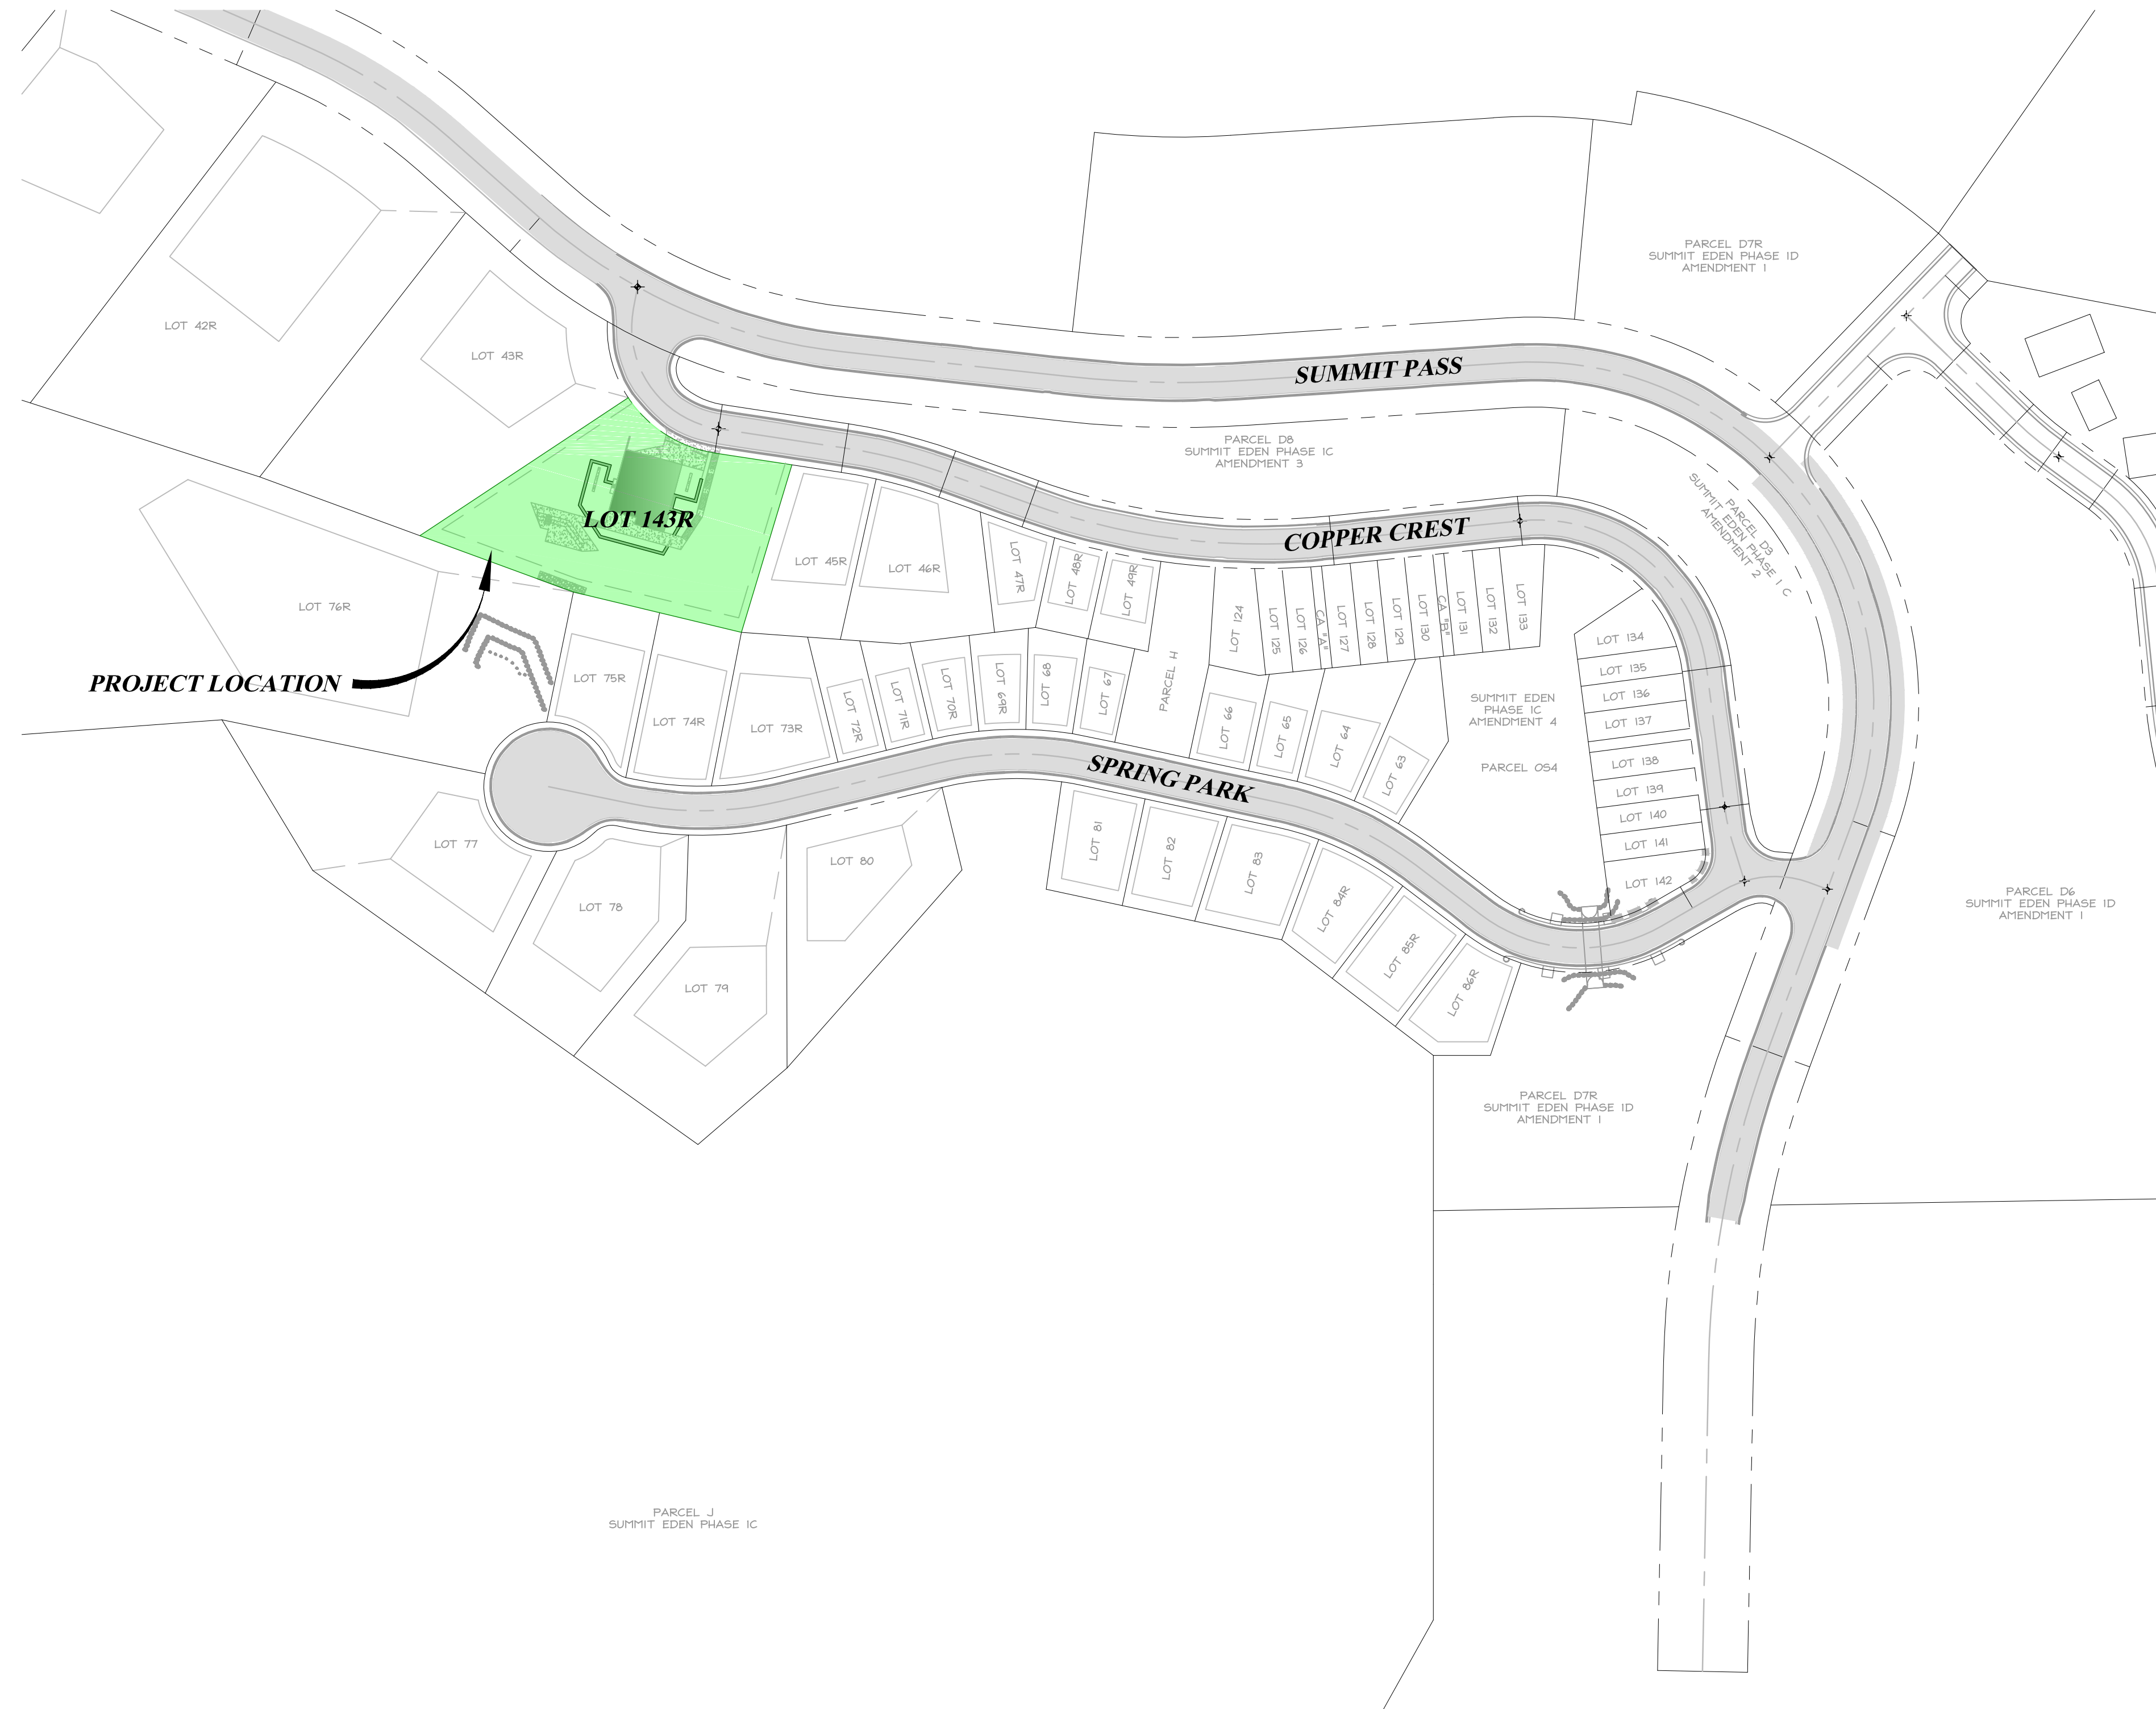 PARCEL D7R
SUMMIT EDEN PHASE 1D
AMENDMENT 1
LOT 42R
LOT 43R
SUMMIT PASS
PARCEL D8
SUMMIT EDEN PHASE 1C
AMENDMENT 3
PARCEL D3
SUMMIT EDEN PHASE 1 C
AMENDMENT 2
LOT 143R
COPPER CREST
LOT 45R
LOT 46R
LOT 47R
LOT 48R
LOT 49R
LOT 76R
LOT 124
LOT 125
LOT 126
CA "A"
LOT 127
LOT 128
LOT 129
LOT 130
CA "B"
LOT 131
LOT 132
LOT 133
LOT 134
LOT 135
LOT 136
LOT 137
LOT 138
LOT 139
LOT 140
LOT 141
LOT 142
PROJECT LOCATION
LOT 75R
LOT 74R
LOT 73R
LOT 72R
LOT 71R
LOT 70R
LOT 69R
LOT 68
LOT 67
PARCEL H
LOT 66
LOT 65
LOT 64
LOT 63
SUMMIT EDEN
PHASE 1C
AMENDMENT 4
PARCEL OS4
SPRING PARK
LOT 77
LOT 78
LOT 79
LOT 80
LOT 81
LOT 82
LOT 83
LOT 84R
LOT 85R
LOT 86R
PARCEL D6
SUMMIT EDEN PHASE 1D
AMENDMENT 1
PARCEL D7R
SUMMIT EDEN PHASE 1D
AMENDMENT 1
PARCEL J
SUMMIT EDEN PHASE 1C